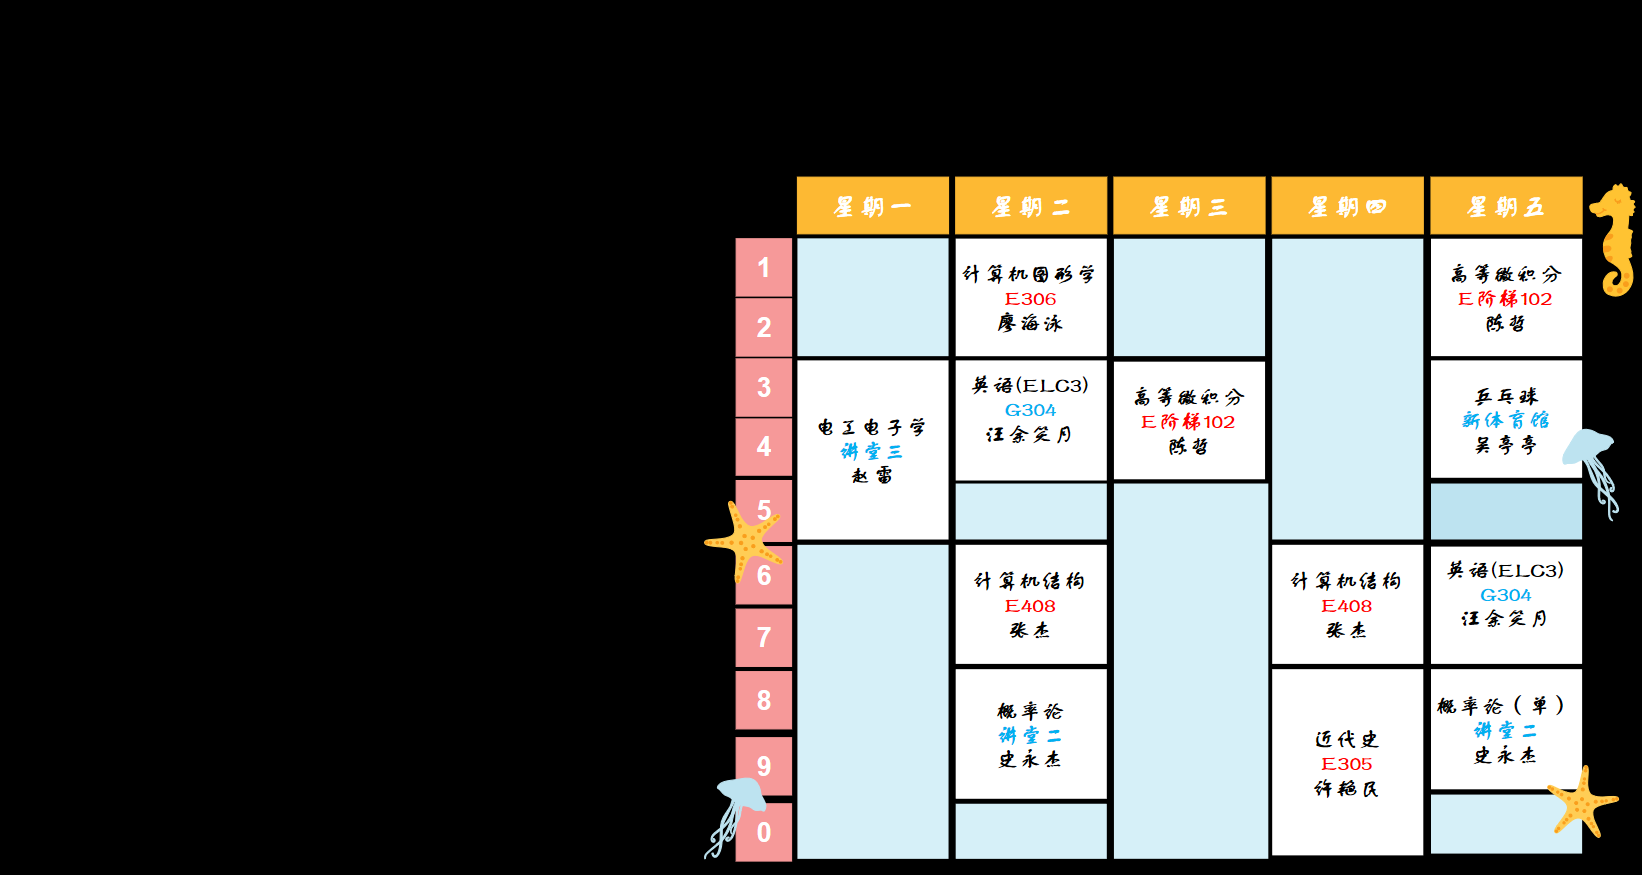 星期一 星期二 星期三 星期四 星期五
1
计算机图形学
E306
廖海泳
高等微积分
E阶梯102
陈哲
2
3
电工电子学
讲堂三
赵雷
英语(ELC3)
G304
汪余笑月
高等微积分
E阶梯102
陈哲
乒乓球
新体育馆
吴亭亭
4
5
6
计算机结构
E408
张杰
计算机结构
E408
张杰
英语(ELC3)
G304
汪余笑月
7
8
概率论
讲堂二
史永杰
近代史
E305
许艳民
概率论（单）
讲堂二
史永杰
9
0